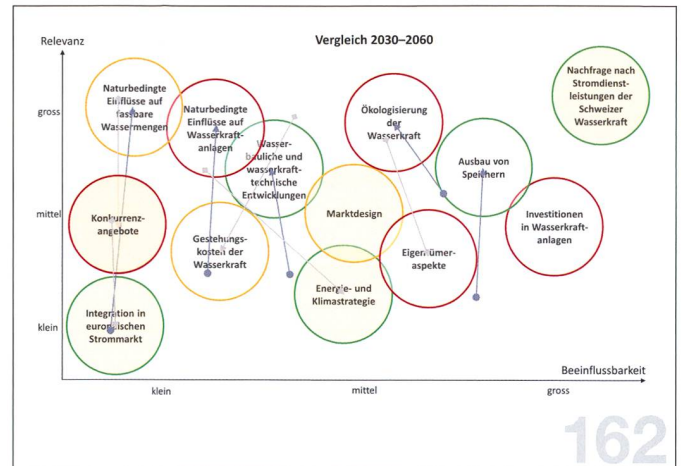 Vergleich 2030–2060
Relevanz
gross
mittel
klein
Naturbedingte
Einflüsse auf
fassbare
Wassermengen
Naturbedingte
Einflüsse auf
Wasserkraft-
anlagen
Wasser-
bauliche und
wasserkraft-
technische
Entwicklungen
Ökologisierung
der
Wasserkraft
Ausbau von
Speichern
Nachfrage nach
Stromdienst-
leistungen der
Schweizer
Wasserkraft
Konkurrenz-
angebote
Gestehungs-
kosten der
Wasserkraft
Marktdesign
Eigentümer-
aspekte
Investitionen
in Wasserkraft-
anlagen
Integration in
europäischen
Strommarkt
Energie- und
Klimastrategie
Beeinflussbarkeit
klein
mittel
gross
162